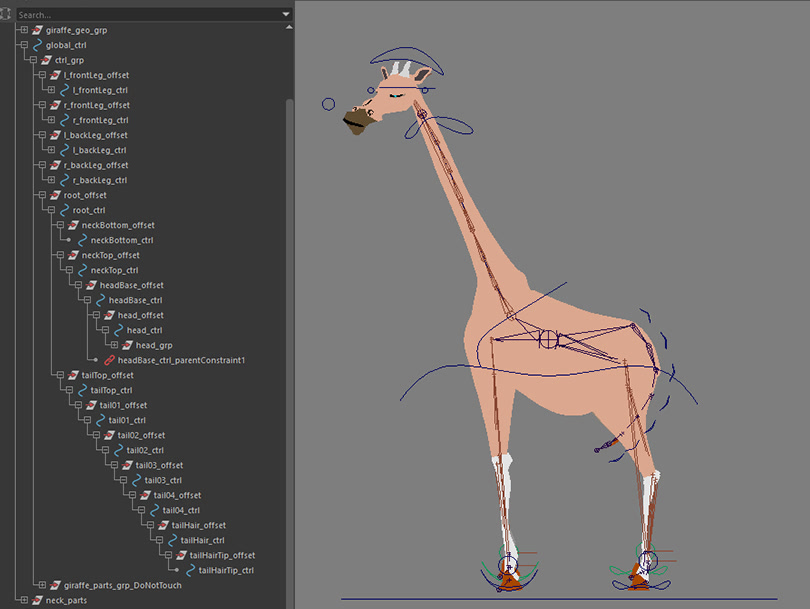 Search...
giraffe_geo_grp
global_ctrl
ctrl_grp
l_frontLeg_offset
l_frontLeg_ctrl
r_frontLeg_offset
r_frontLeg_ctrl
l_backLeg_offset
l_backLeg_ctrl
r_backLeg_offset
r_backLeg_ctrl
root_offset
root_ctrl
neckBottom_offset
neckBottom_ctrl
neckTop_offset
neckTop_ctrl
headBase_offset
headBase_ctrl
head_offset
head_ctrl
head_grp
headBase_ctrl_parentConstraint1
tailTop_offset
tailTop_ctrl
tail01_offset
tail01_ctrl
tail02_offset
tail02_ctrl
tail03_offset
tail03_ctrl
tail04_offset
tail04_ctrl
tailHair_offset
tailHair_ctrl
tailHairTip_offset
tailHairTip_ctrl
giraffe_parts_grp_DoNotTouch
neck_parts